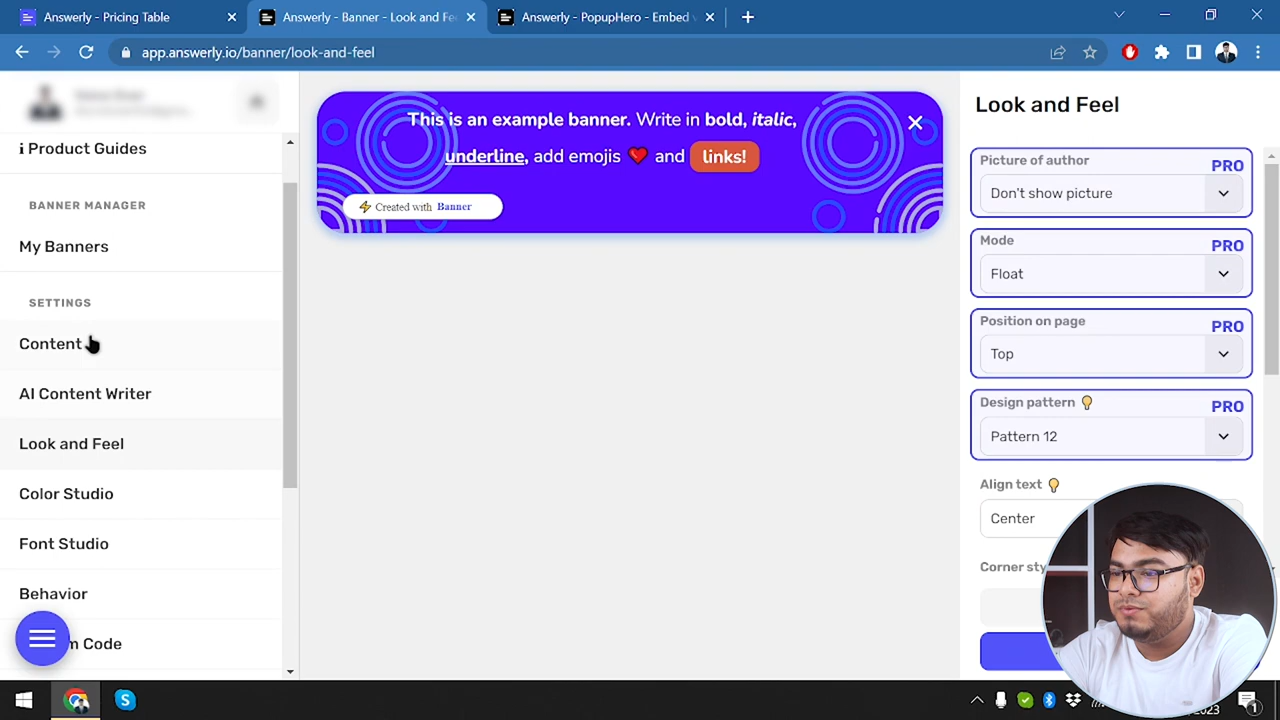 Answerly - Pricing Table
Answerly - Banner - Look and Fe
Answerly - PopupHero - Embed
app.answerly.io/banner/look-and-feel
Product Guides
BANNER MANAGER
My Banners
SETTINGS
Content
AI Content Writer
Look and Feel
Color Studio
Font Studio
Behavior
Code
This is an example banner. Write in bold, italic,
underline, add emojis ❤️ and links!
⚡ Created with Banner
Look and Feel
Picture of author PRO
Don't show picture
Mode PRO
Float
Position on page PRO
Top
Design pattern PRO
Pattern 12
Align text
Center
Corner